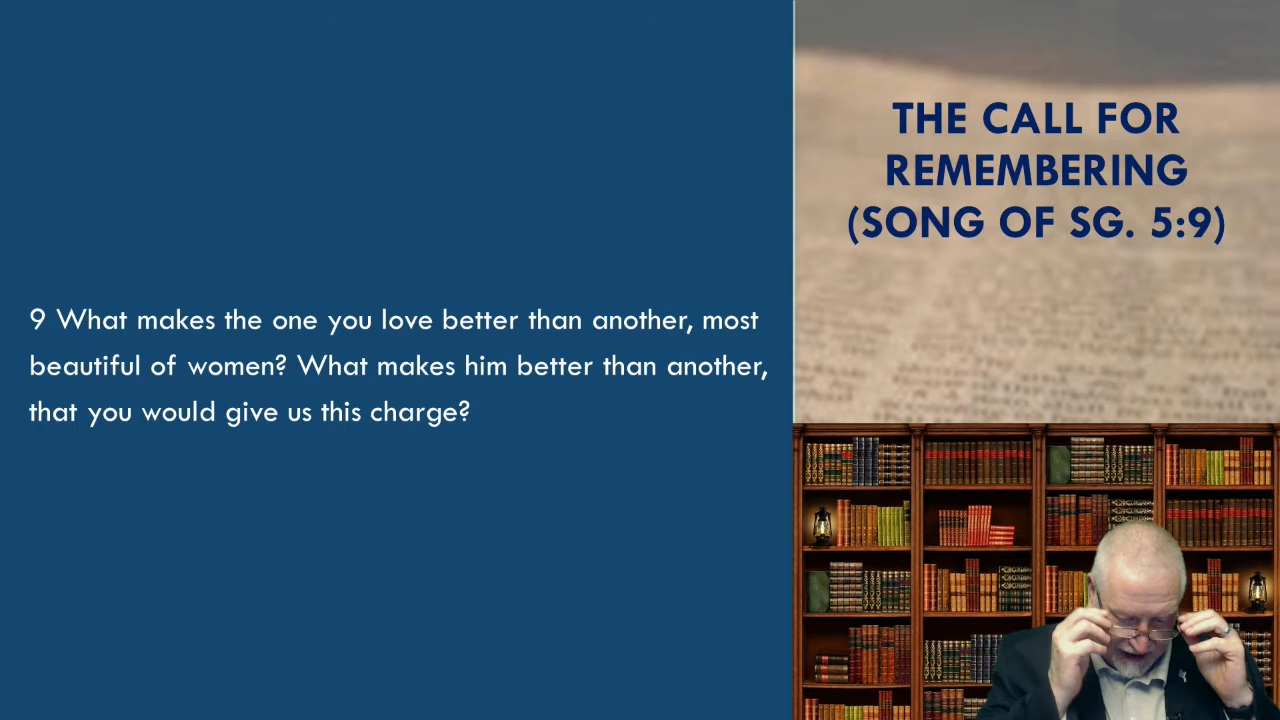 THE CALL FOR
REMEMBERING
(SONG OF SG. 5:9)
9 What makes the one you love better than another, most
beautiful of women? What makes him better than another,
that you would give us this charge?